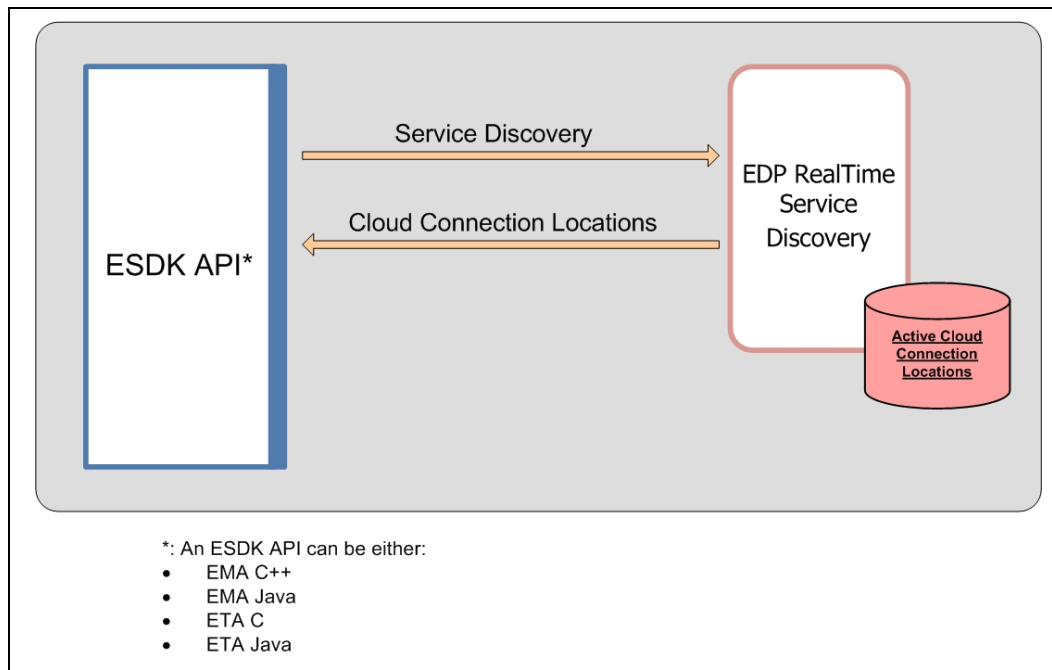 Service Discovery
Cloud Connection Locations
ESDK API*
EDP RealTime
Service
Discovery
Active Cloud
Connection
Locations
*: An ESDK API can be either:
• EMA C++
• EMA Java
• ETA C
• ETA Java